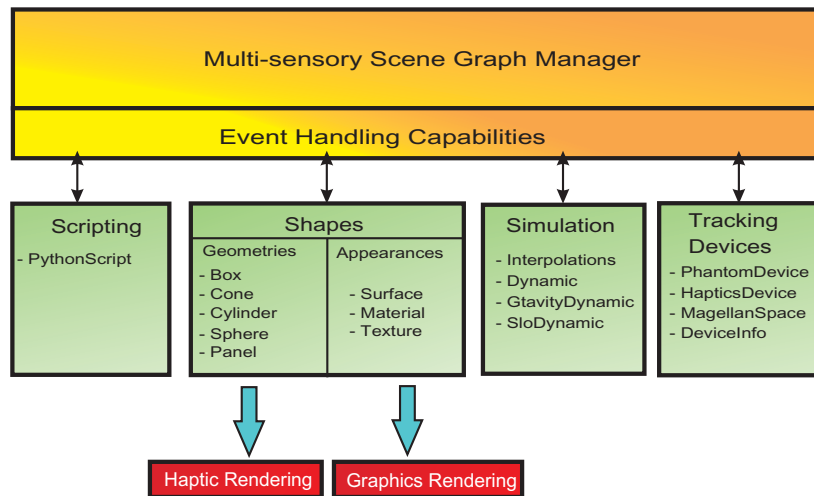 Multi-sensory Scene Graph Manager
Event Handling Capabilities
Scripting
- PythonScript
Shapes
Geometries
- Box
- Cone
- Cylinder
- Sphere
- Panel
Appearances
- Surface
- Material
- Texture
Simulation
- Interpolations
- Dynamic
- GtavityDynamic
- SloDynamic
Tracking
Devices
- PhantomDevice
- HapticsDevice
- MagellanSpace
- DeviceInfo
Haptic Rendering
Graphics Rendering